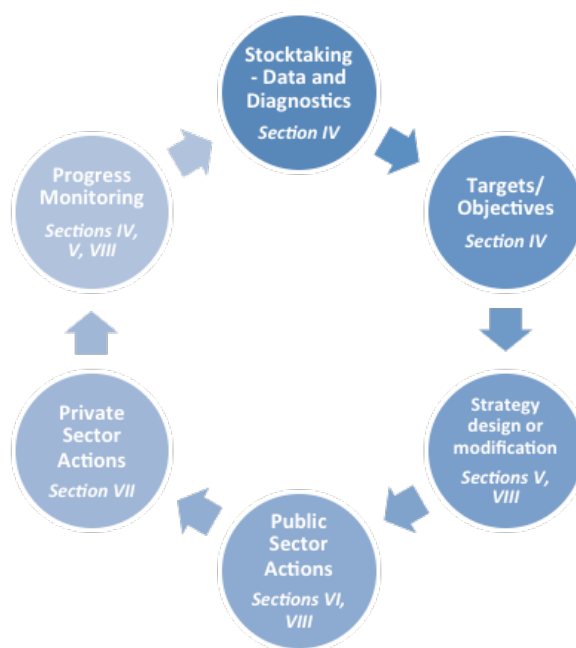 Stocktaking
- Data and
Diagnostics
Section IV
Targets/
Objectives
Section IV
Strategy
design or
modification
Sections V,
VIII
Public
Sector
Actions
Sections VI,
VIII
Private
Sector
Actions
Section VII
Progress
Monitoring
Sections IV,
V, VIII